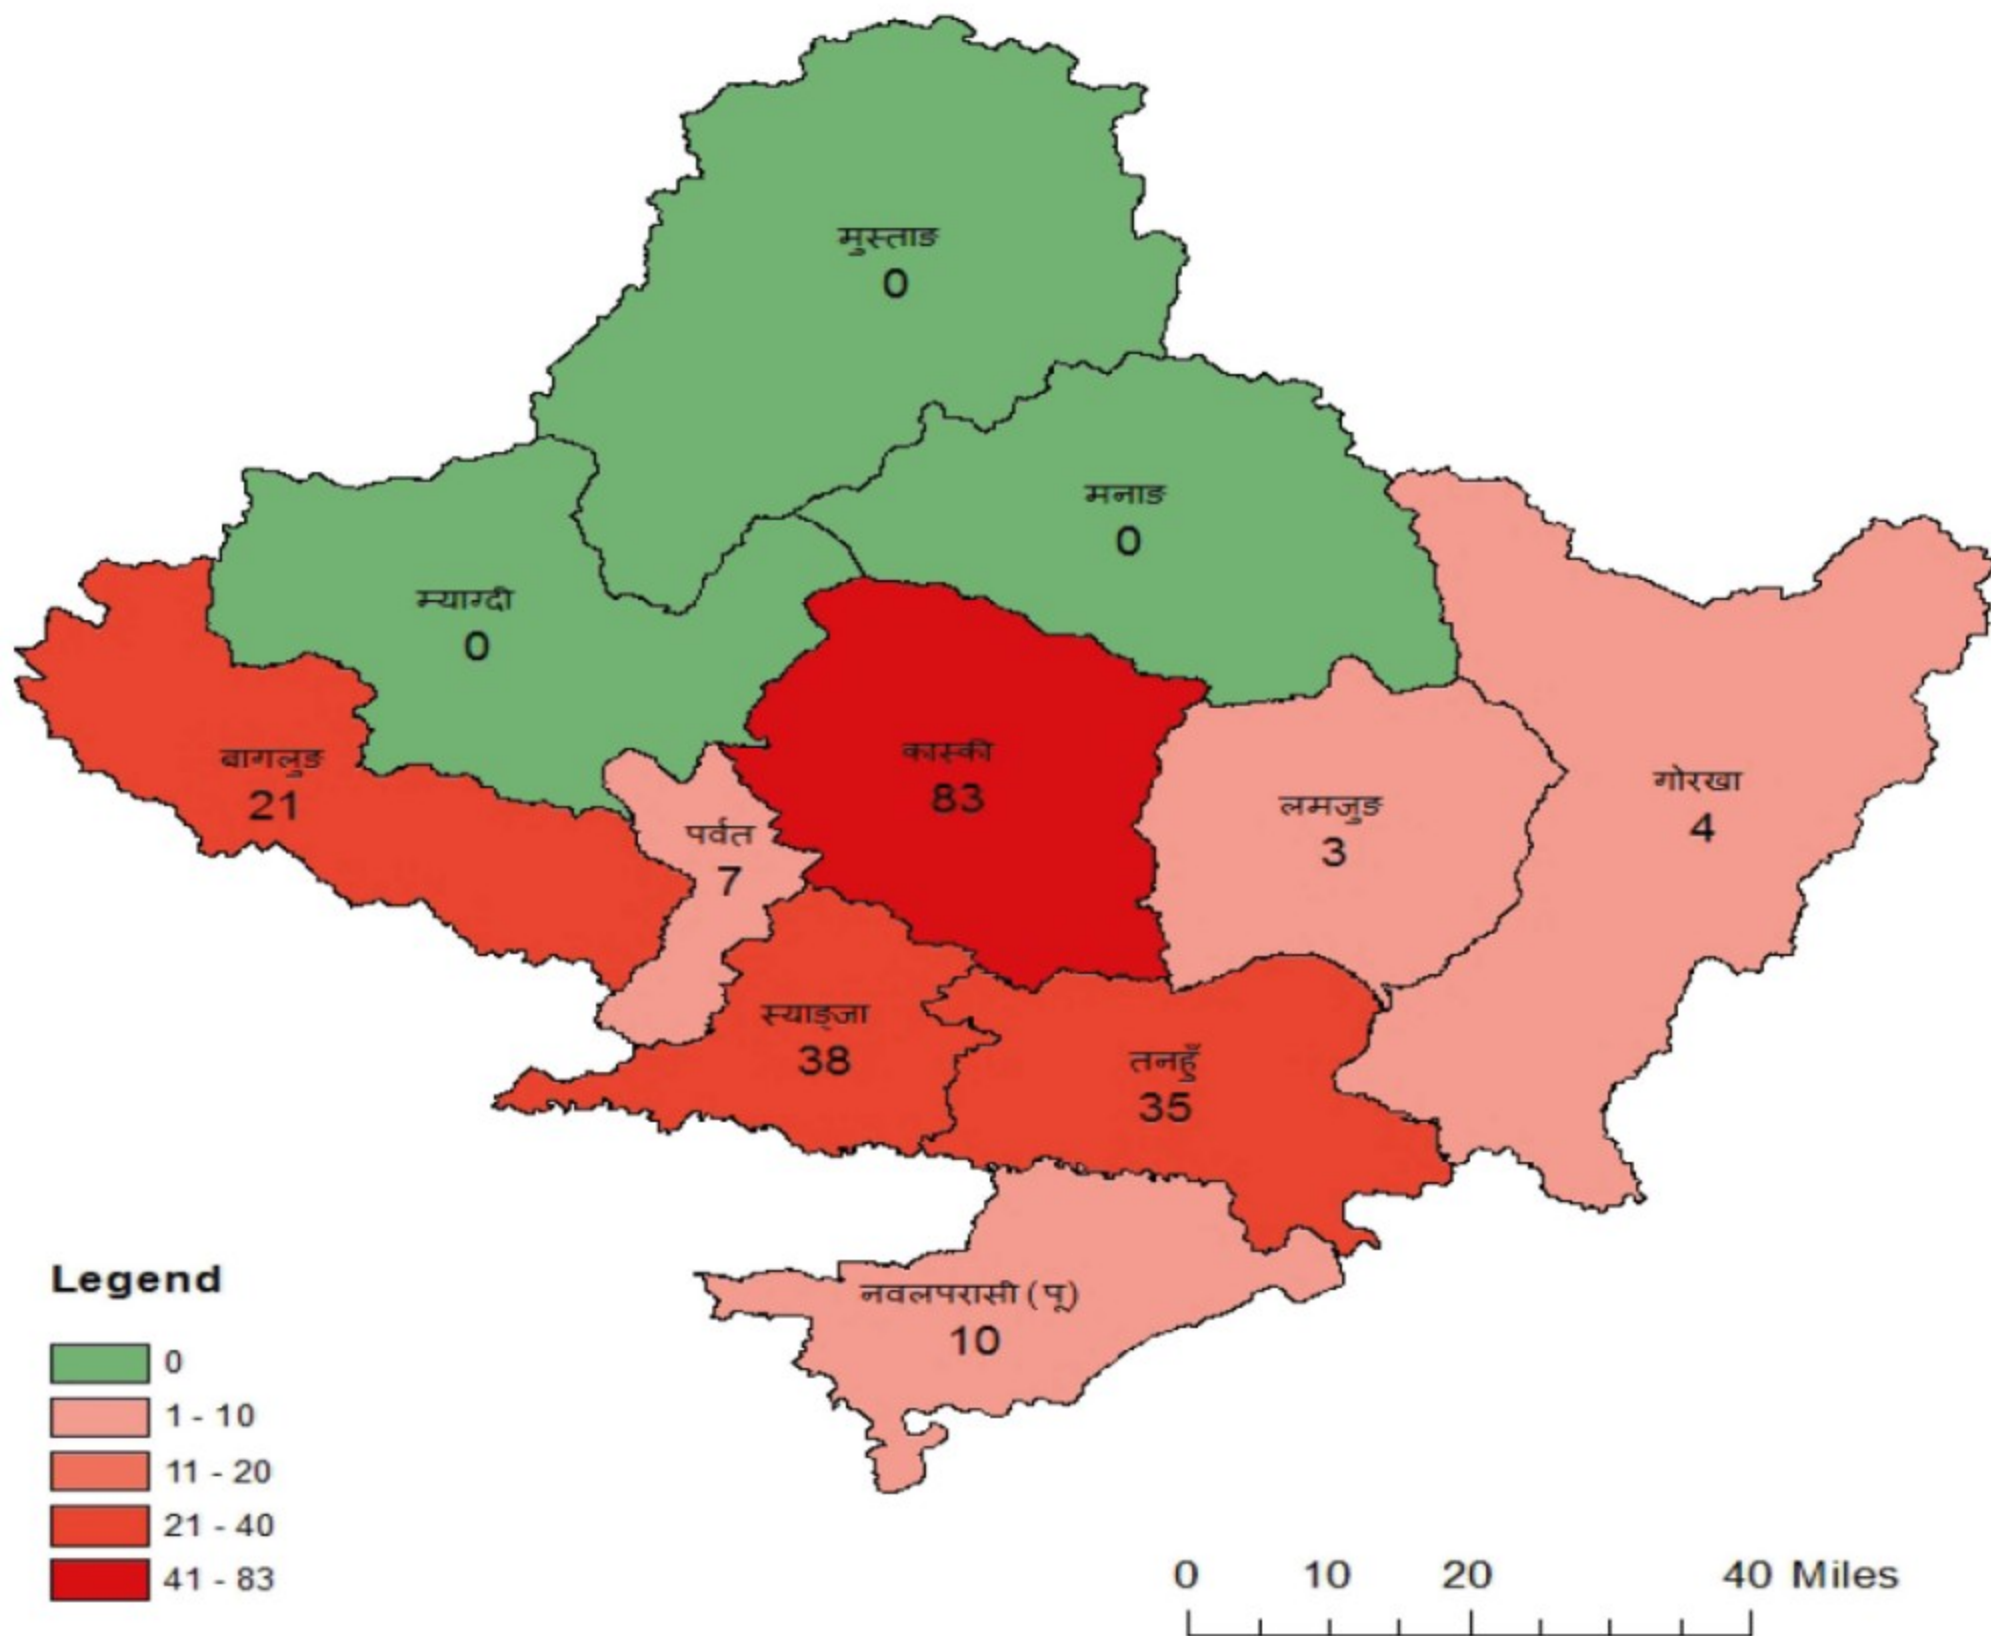 मुस्ताङ
0
मनाङ
0
म्याग्दी
0
बागलुङ
21
कास्की
83
गोरखा
4
लमजुङ
3
पर्वत
7
स्याङ्जा
38
तनहुँ
35
नवलपरासी (पू)
10
Legend
0
1 - 10
11 - 20
21 - 40
41 - 83
0 10 20 40 Miles